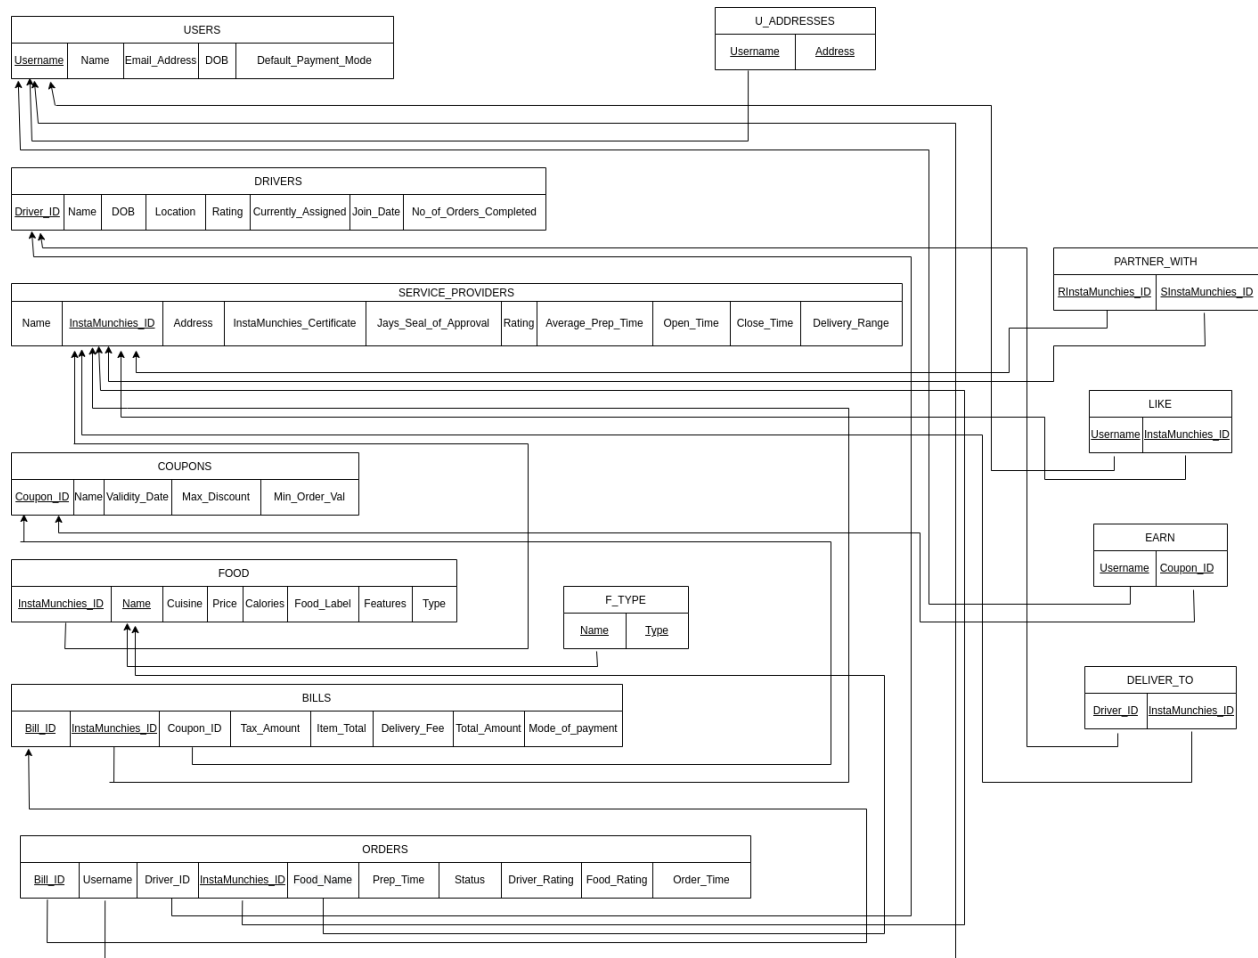 USERS
Username Name Email_Address DOB Default_Payment_Mode
U_ADDRESSES
Username Address
DRIVERS
Driver_ID Name DOB Location Rating Currently_Assigned Join_Date No_of_Orders_Completed
PARTNER_WITH
RInstaMunchies_ID SInstaMunchies_ID
SERVICE_PROVIDERS
Name InstaMunchies_ID Address InstaMunchies_Certificate Jays_Seal_of_Approval Rating Average_Prep_Time Open_Time Close_Time Delivery_Range
LIKE
Username InstaMunchies_ID
COUPONS
Coupon_ID Name Validity_Date Max_Discount Min_Order_Val
EARN
Username Coupon_ID
FOOD
InstaMunchies_ID Name Cuisine Price Calories Food_Label Features Type
F_TYPE
Name Type
DELIVER_TO
Driver_ID InstaMunchies_ID
BILLS
Bill_ID InstaMunchies_ID Coupon_ID Tax_Amount Item_Total Delivery_Fee Total_Amount Mode_of_payment
ORDERS
Bill_ID Username Driver_ID InstaMunchies_ID Food_Name Prep_Time Status Driver_Rating Food_Rating Order_Time